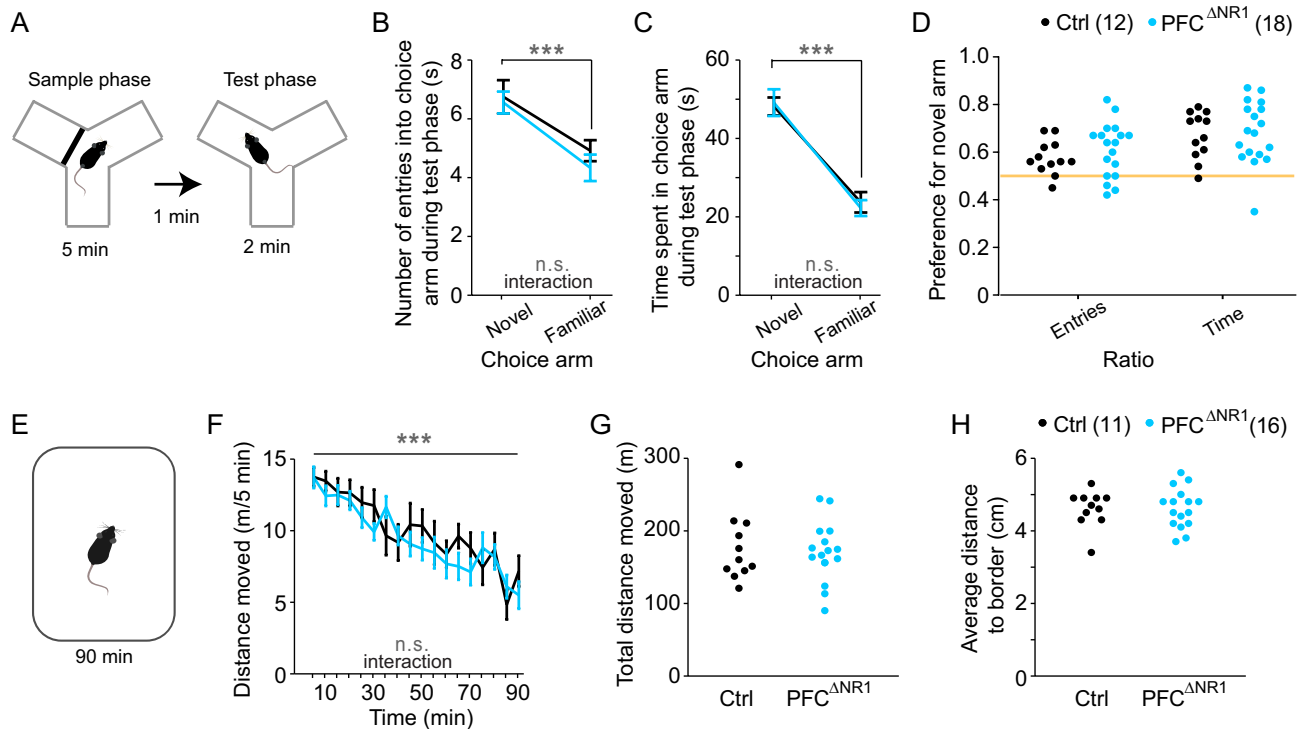 A
Sample phase
Test phase
1 min
5 min
2 min
B
Number of entries into choice
arm during test phase (s)
8
6
4
2
0
***
n.s.
interaction
Novel
Familiar
Choice arm
C
Time spent in choice arm
during test phase (s)
60
40
20
0
***
n.s.
interaction
Novel
Familiar
Choice arm
D
Ctrl (12)
PFC^ΔNR1 (18)
Preference for novel arm
1.0
0.8
0.6
0.4
0.2
0
Entries
Time
Ratio
E
90 min
F
Distance moved (m/5 min)
15
10
5
0
***
n.s.
interaction
10
30
50
70
90
Time (min)
G
Total distance moved (m)
300
200
100
0
Ctrl
PFC^ΔNR1
H
Ctrl (11)
PFC^ΔNR1 (16)
Average distance
to border (cm)
6
4
2
0
Ctrl
PFC^ΔNR1